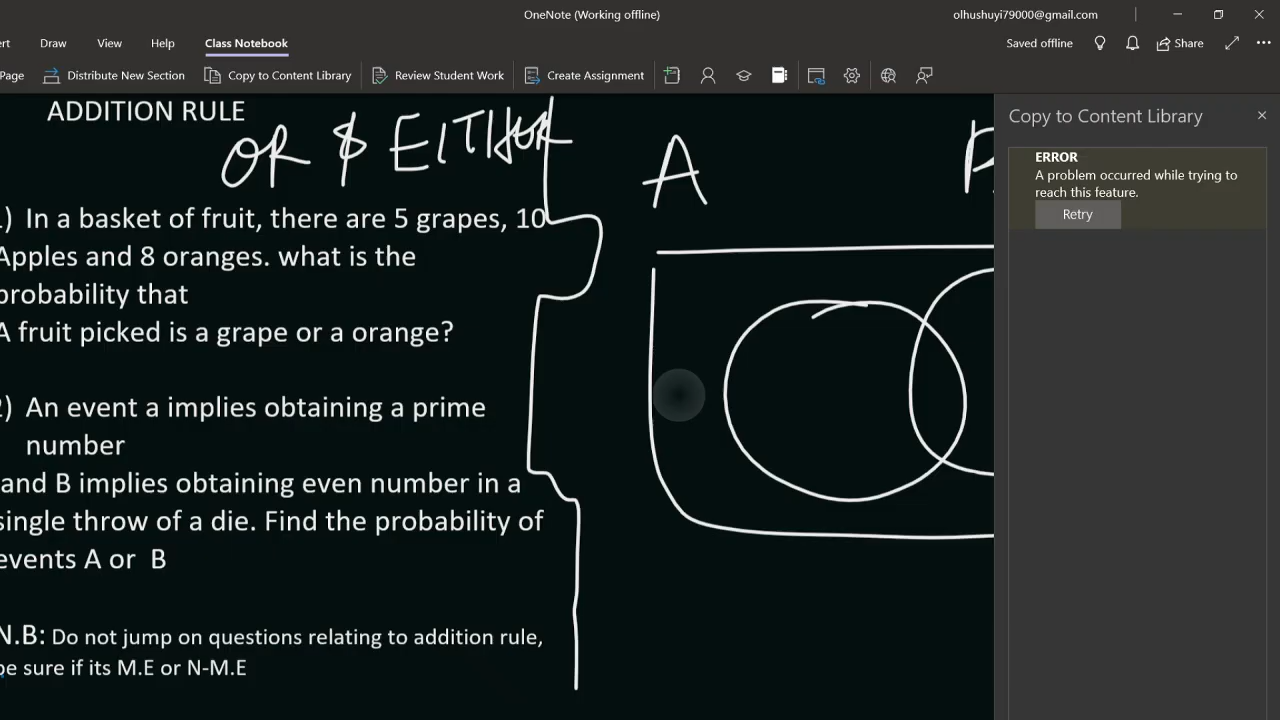 OneNote (Working offline)
olhushuyi79000@gmail.com
rt Draw View Help Class Notebook
Saved offline Share
Page Distribute New Section Copy to Content Library Review Student Work Create Assignment
ADDITION RULE
OR & EITHER
A
Copy to Content Library
ERROR
A problem occurred while trying to
reach this feature.
Retry
) In a basket of fruit, there are 5 grapes, 10
Apples and 8 oranges. what is the
probability that
A fruit picked is a grape or a orange?
2) An event a implies obtaining a prime
number
and B implies obtaining even number in a
single throw of a die. Find the probability of
events A or B
N.B: Do not jump on questions relating to addition rule,
be sure if its M.E or N-M.E